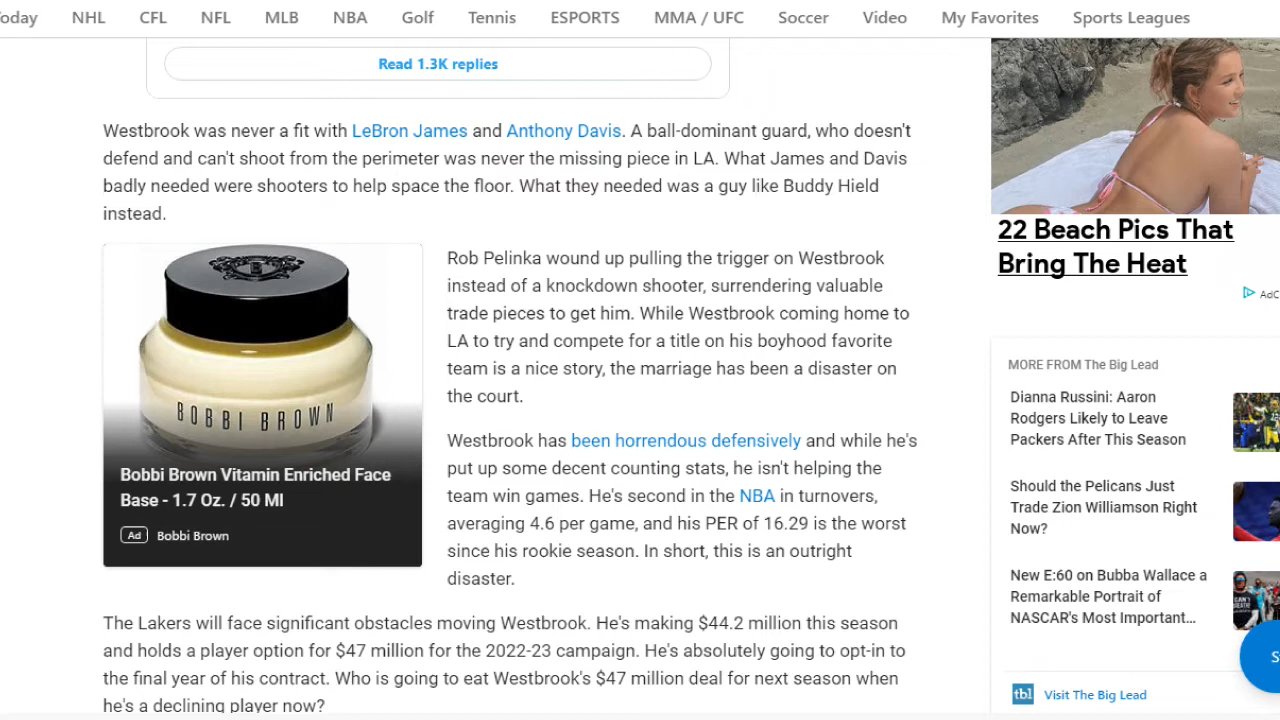 oday NHL CFL NFL MLB NBA Golf Tennis ESPORTS MMA / UFC Soccer Video My Favorites Sports Leagues
Read 1.3K replies
Westbrook was never a fit with LeBron James and Anthony Davis. A ball-dominant guard, who doesn't
defend and can't shoot from the perimeter was never the missing piece in LA. What James and Davis
badly needed were shooters to help space the floor. What they needed was a guy like Buddy Hield
instead.
BOBBI BROWN
Bobbi Brown Vitamin Enriched Face
Base - 1.7 Oz. / 50 Ml
Ad Bobbi Brown
Rob Pelinka wound up pulling the trigger on Westbrook
instead of a knockdown shooter, surrendering valuable
trade pieces to get him. While Westbrook coming home to
LA to try and compete for a title on his boyhood favorite
team is a nice story, the marriage has been a disaster on
the court.
Westbrook has been horrendous defensively and while he's
put up some decent counting stats, he isn't helping the
team win games. He's second in the NBA in turnovers,
averaging 4.6 per game, and his PER of 16.29 is the worst
since his rookie season. In short, this is an outright
disaster.
The Lakers will face significant obstacles moving Westbrook. He's making $44.2 million this season
and holds a player option for $47 million for the 2022-23 campaign. He's absolutely going to opt-in to
the final year of his contract. Who is going to eat Westbrook's $47 million deal for next season when
he's a declining player now?
22 Beach Pics That
Bring The Heat
AdC
MORE FROM The Big Lead
Dianna Russini: Aaron
Rodgers Likely to Leave
Packers After This Season
Should the Pelicans Just
Trade Zion Williamson Right
Now?
New E:60 on Bubba Wallace a
Remarkable Portrait of
NASCAR's Most Important...
tbl Visit The Big Lead